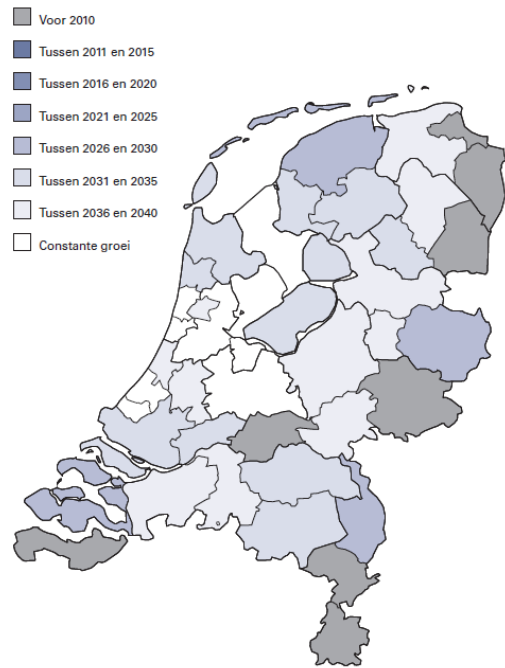 Voor 2010
Tussen 2011 en 2015
Tussen 2016 en 2020
Tussen 2021 en 2025
Tussen 2026 en 2030
Tussen 2031 en 2035
Tussen 2036 en 2040
Constante groei